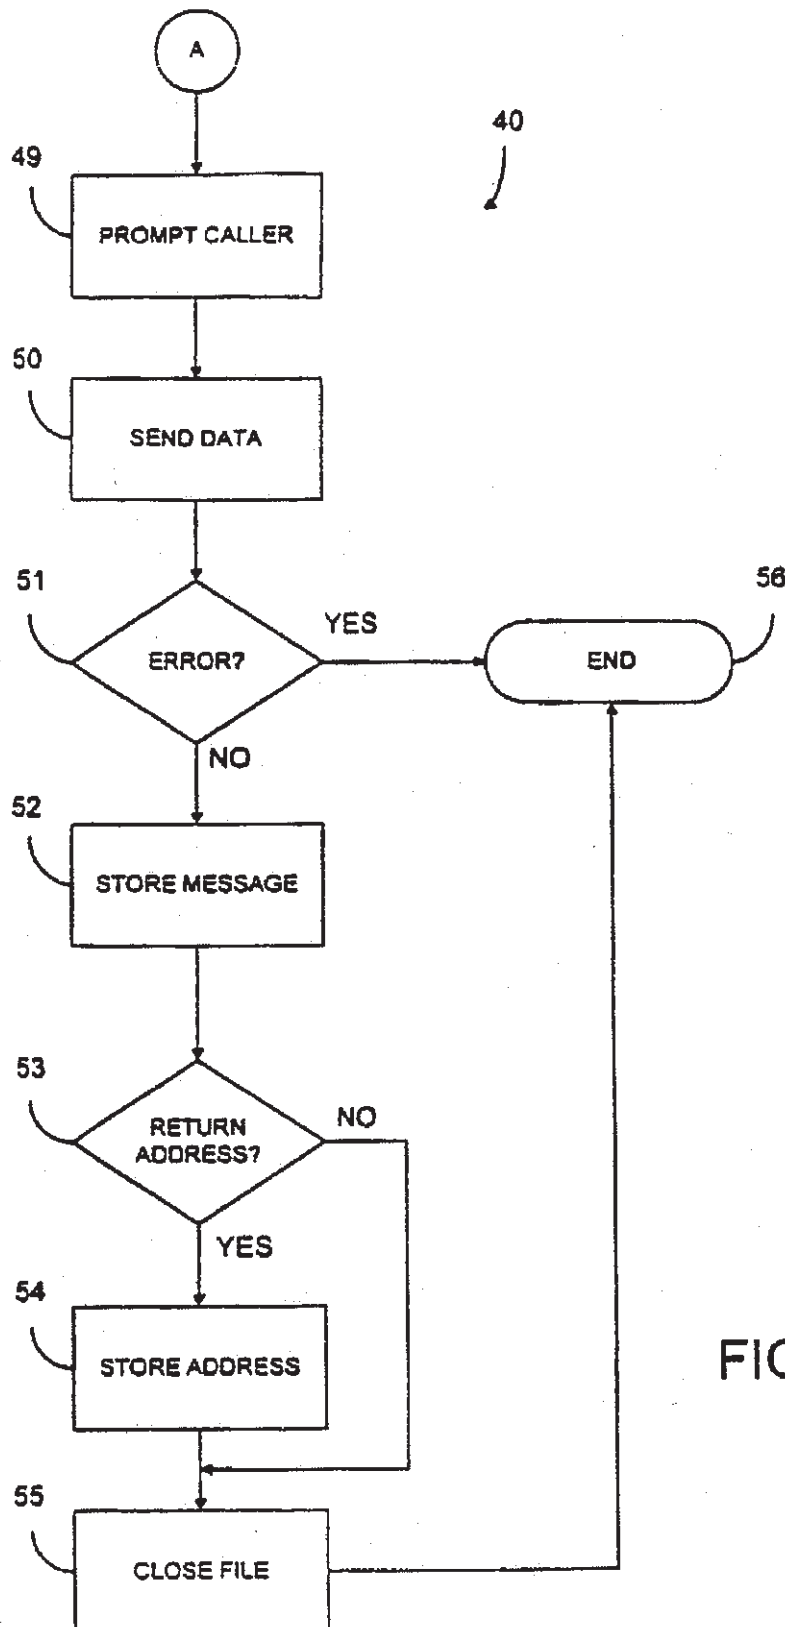 A
40
49
PROMPT CALLER
50
SEND DATA
51
ERROR?
YES
END
56
NO
52
STORE MESSAGE
53
RETURN
ADDRESS?
NO
YES
54
STORE ADDRESS
FIG
55
CLOSE FILE